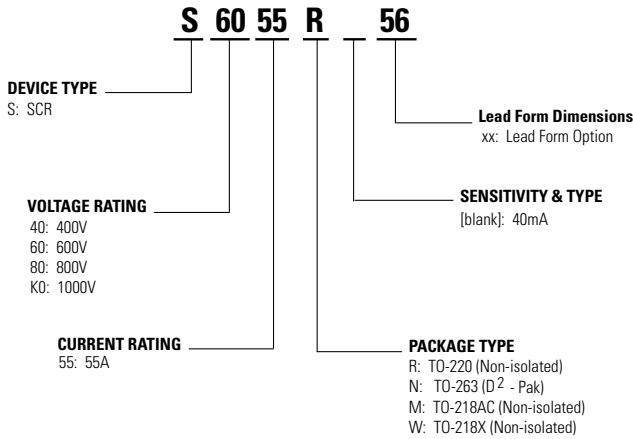 S 60 55 R _ 56
DEVICE TYPE
S: SCR
Lead Form Dimensions
xx: Lead Form Option
VOLTAGE RATING
40: 400V
60: 600V
80: 800V
K0: 1000V
SENSITIVITY & TYPE
[blank]: 40mA
CURRENT RATING
55: 55A
PACKAGE TYPE
R: TO-220 (Non-isolated)
N: TO-263 (D² - Pak)
M: TO-218AC (Non-isolated)
W: TO-218X (Non-isolated)